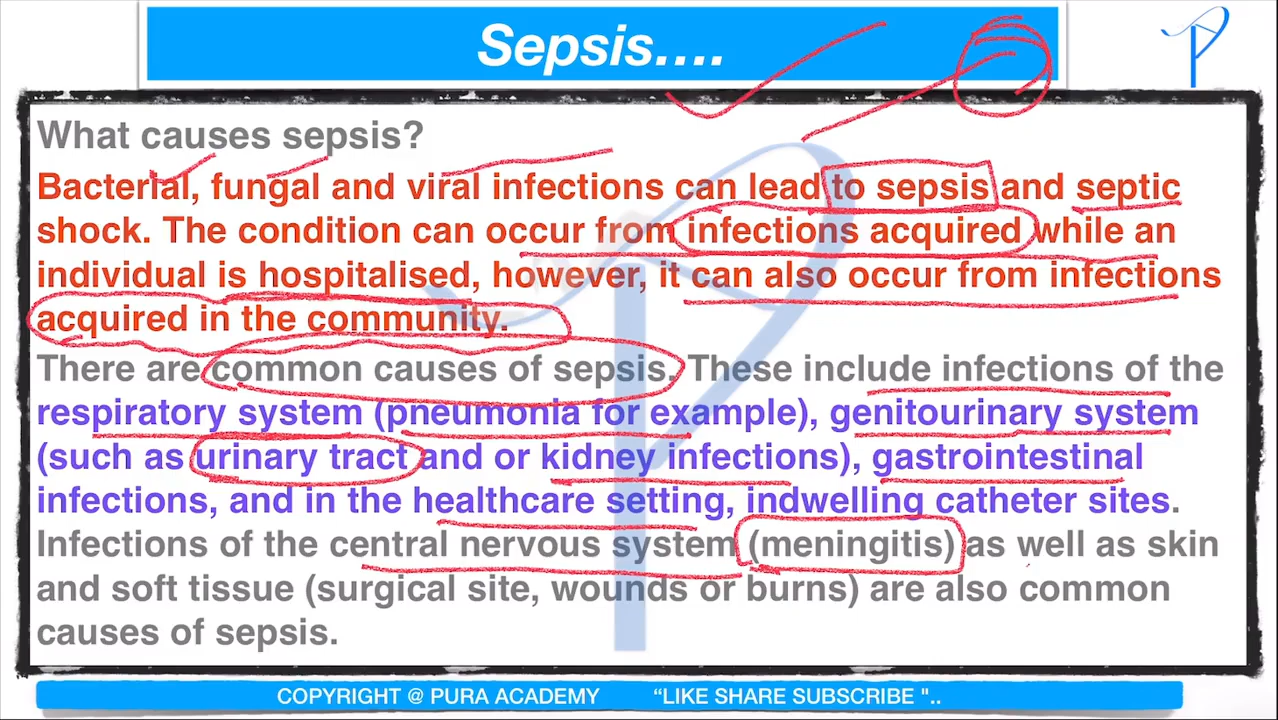 Sepsis....
What causes sepsis?
Bacterial, fungal and viral infections can lead to sepsis and septic
shock. The condition can occur from infections acquired while an
individual is hospitalised, however, it can also occur from infections
acquired in the community.
There are common causes of sepsis. These include infections of the
respiratory system (pneumonia for example), genitourinary system
(such as urinary tract and or kidney infections), gastrointestinal
infections, and in the healthcare setting, indwelling catheter sites.
Infections of the central nervous system (meningitis) as well as skin
and soft tissue (surgical site, wounds or burns) are also common
causes of sepsis.
COPYRIGHT @ PURA ACADEMY “LIKE SHARE SUBSCRIBE "..